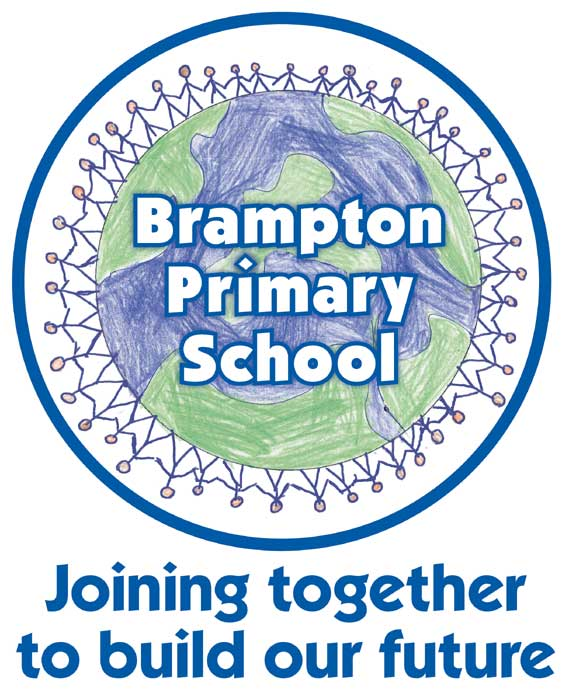 Brampton
Primary
School
Joining together
to build our future